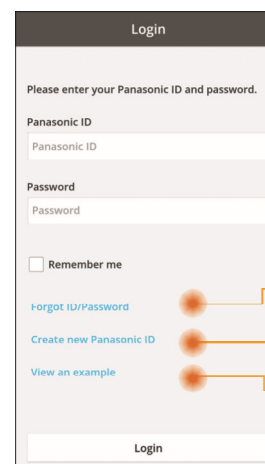 Login
Please enter your Panasonic ID and password.
Panasonic ID
Panasonic ID
Password
Password
Remember me
Forgot ID/Password
Create new Panasonic ID
View an example
Login